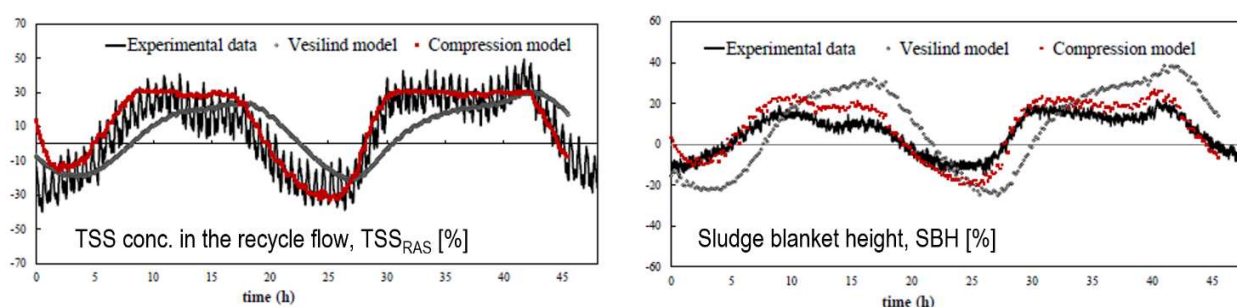 70
50
30
10
-10
-30
-50
-70
Experimental data Vesilind model Compression model
TSS conc. in the recycle flow, TSS_RAS [%]
0 5 10 15 20 25 30 35 40 45
time (h)
60
40
20
0
-20
-40
-60
Experimental data Vesilind model Compression model
Sludge blanket height, SBH [%]
0 5 10 15 20 25 30 35 40 45
time (h)